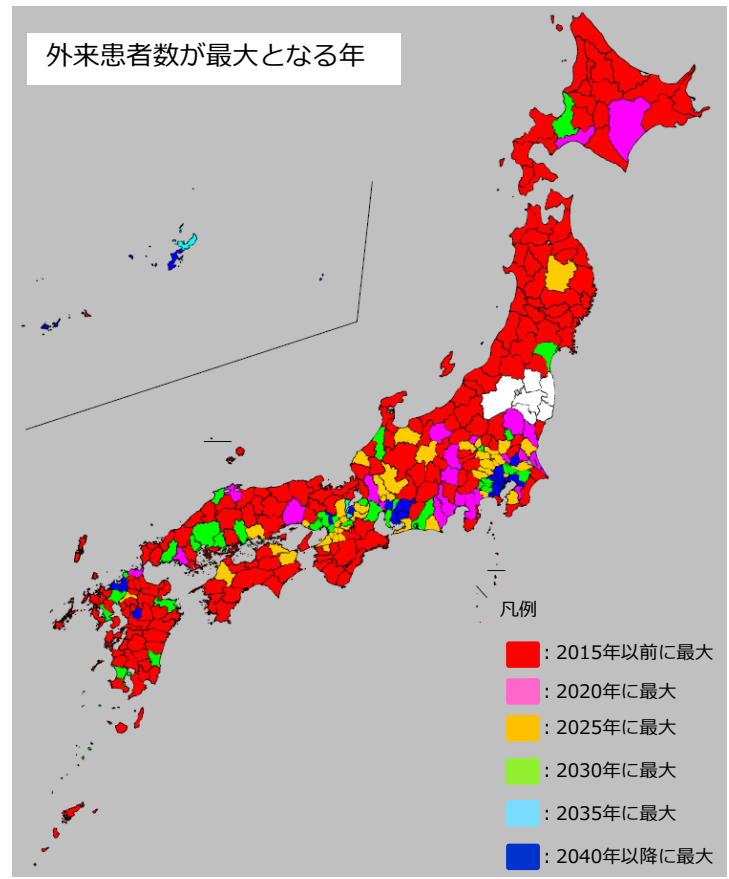 外来患者数が最大となる年
凡例
：2015年以前に最大
：2020年に最大
：2025年に最大
：2030年に最大
：2035年に最大
：2040年以降に最大